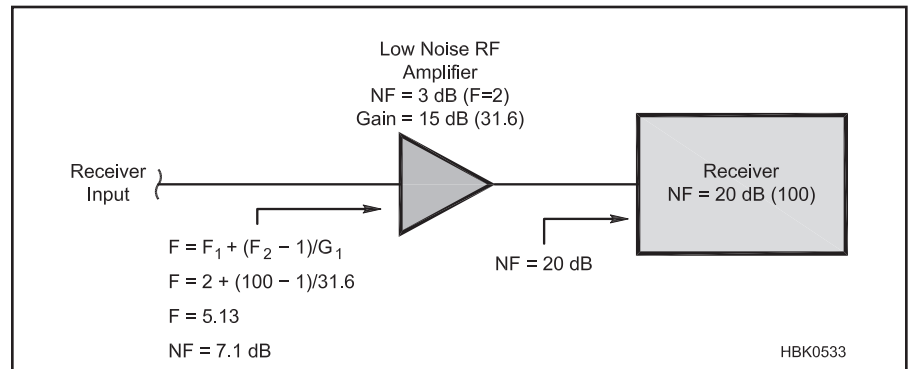 Low Noise RF
Amplifier
NF = 3 dB (F=2)
Gain = 15 dB (31.6)
Receiver
Input
Receiver
NF = 20 dB (100)
F = F₁ + (F₂ − 1)/G₁
F = 2 + (100 − 1)/31.6
F = 5.13
NF = 7.1 dB
NF = 20 dB
HBK0533